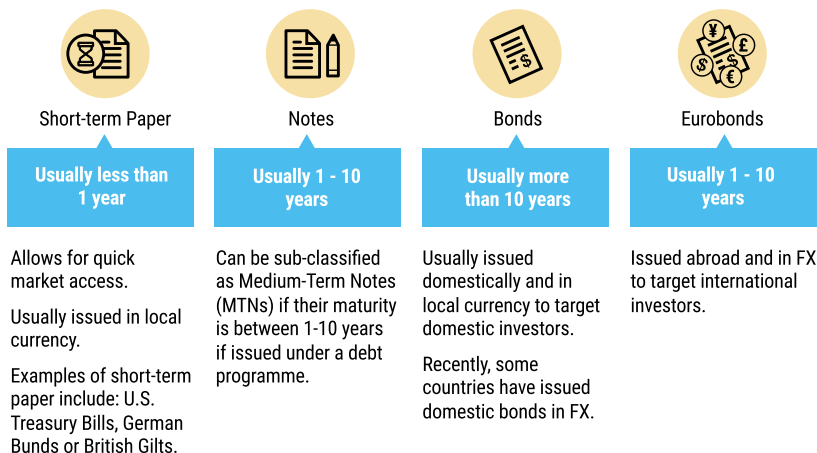 Short-term Paper
Usually less than
1 year
Allows for quick
market access.
Usually issued in local
currency.
Examples of short-term
paper include: U.S.
Treasury Bills, German
Bunds or British Gilts.
Notes
Usually 1 - 10
years
Can be sub-classified
as Medium-Term Notes
(MTNs) if their maturity
is between 1-10 years
if issued under a debt
programme.
$
Bonds
Usually more
than 10 years
Usually issued
domestically and in
local currency to target
domestic investors.
Recently, some
countries have issued
domestic bonds in FX.
¥
£
$
$
€
Eurobonds
Usually 1 - 10
years
Issued abroad and in FX
to target international
investors.